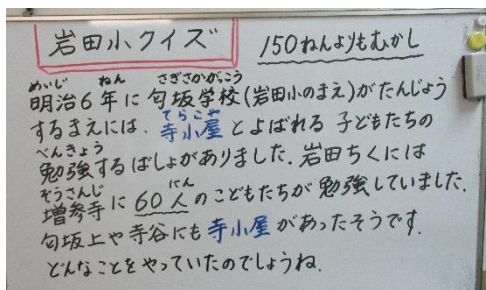 岩田小クイズ 150ねんよりもむかし
めいじ ねん さぎさかがっこう
明治6年に匂坂学校(岩田小のまえ)がたんじょう
てらこや
するまえには、寺小屋とよばれる子どもたちの
べんきょう
勉強するばしょがありました。岩田ちくには
ぞうさんじ にん
増参寺に60人のこどもたちが勉強していました。
匂坂上や寺谷にも寺小屋があったそうです。
どんなことをやっていたのでしょうね。